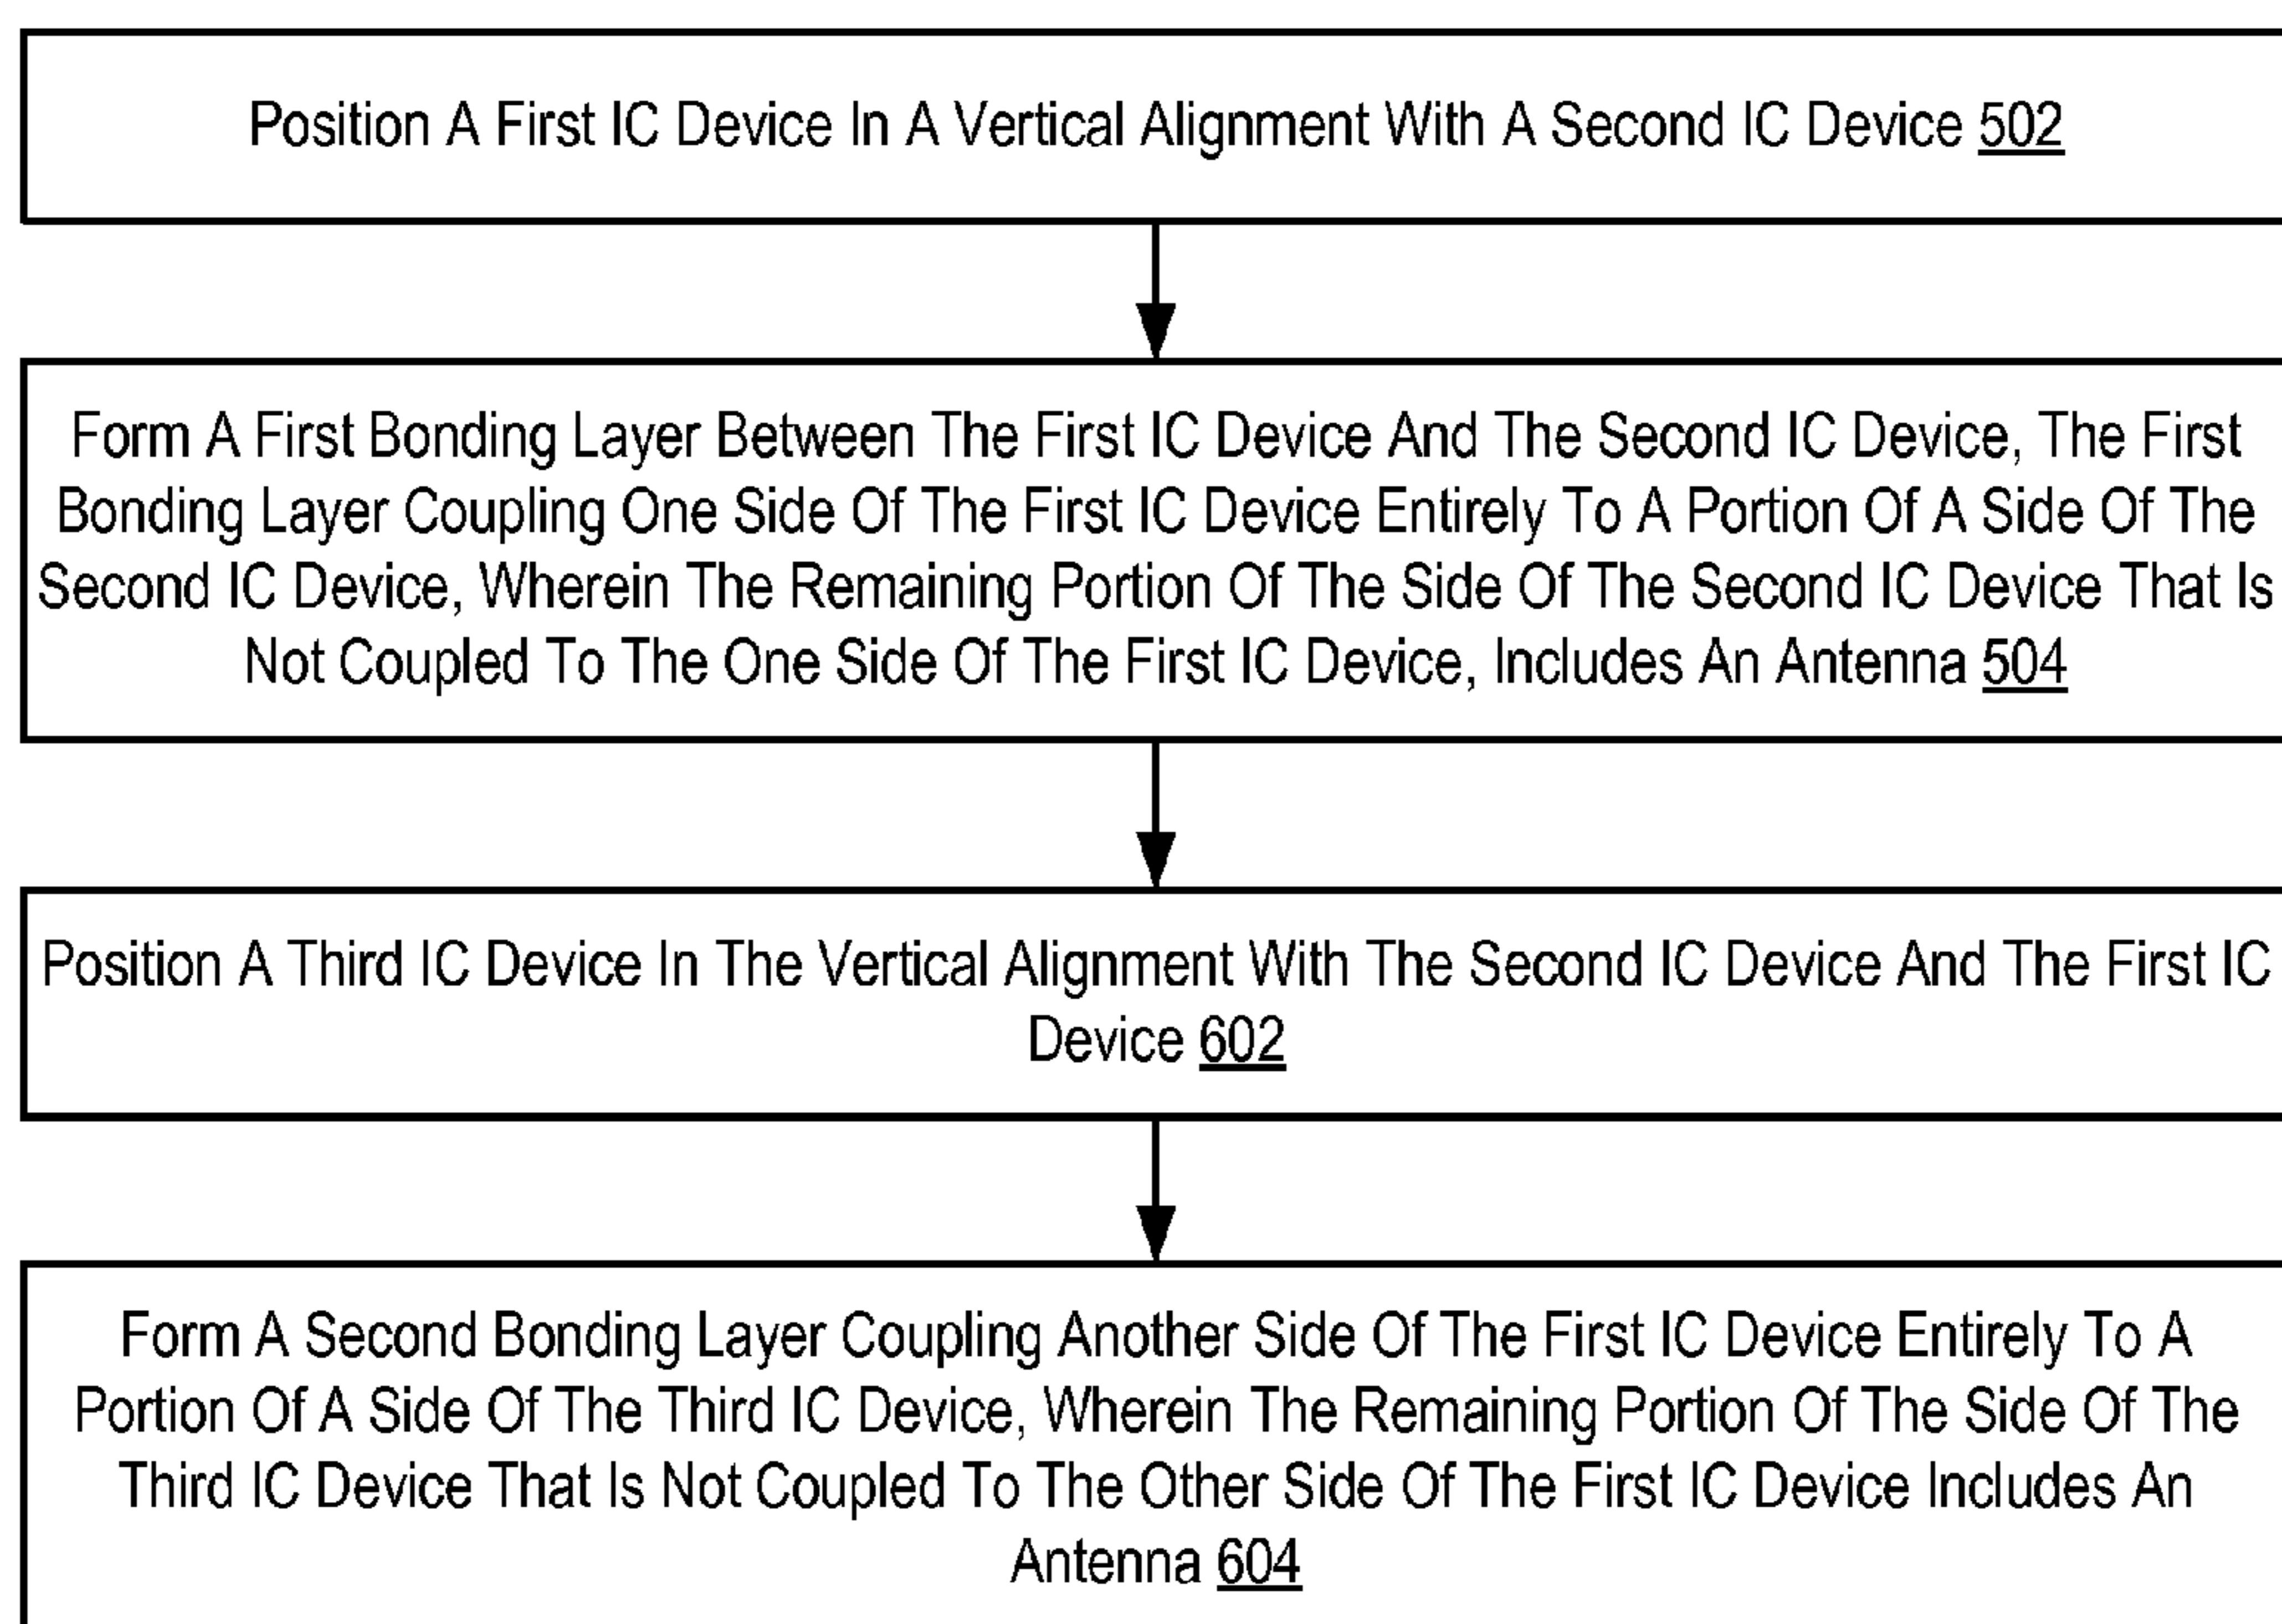 Position A First IC Device In A Vertical Alignment With A Second IC Device 502
Form A First Bonding Layer Between The First IC Device And The Second IC Device, The First
Bonding Layer Coupling One Side Of The First IC Device Entirely To A Portion Of A Side Of The
Second IC Device, Wherein The Remaining Portion Of The Side Of The Second IC Device That Is
Not Coupled To The One Side Of The First IC Device, Includes An Antenna 504
Position A Third IC Device In The Vertical Alignment With The Second IC Device And The First IC
Device 602
Form A Second Bonding Layer Coupling Another Side Of The First IC Device Entirely To A
Portion Of A Side Of The Third IC Device, Wherein The Remaining Portion Of The Side Of The
Third IC Device That Is Not Coupled To The Other Side Of The First IC Device Includes An
Antenna 604